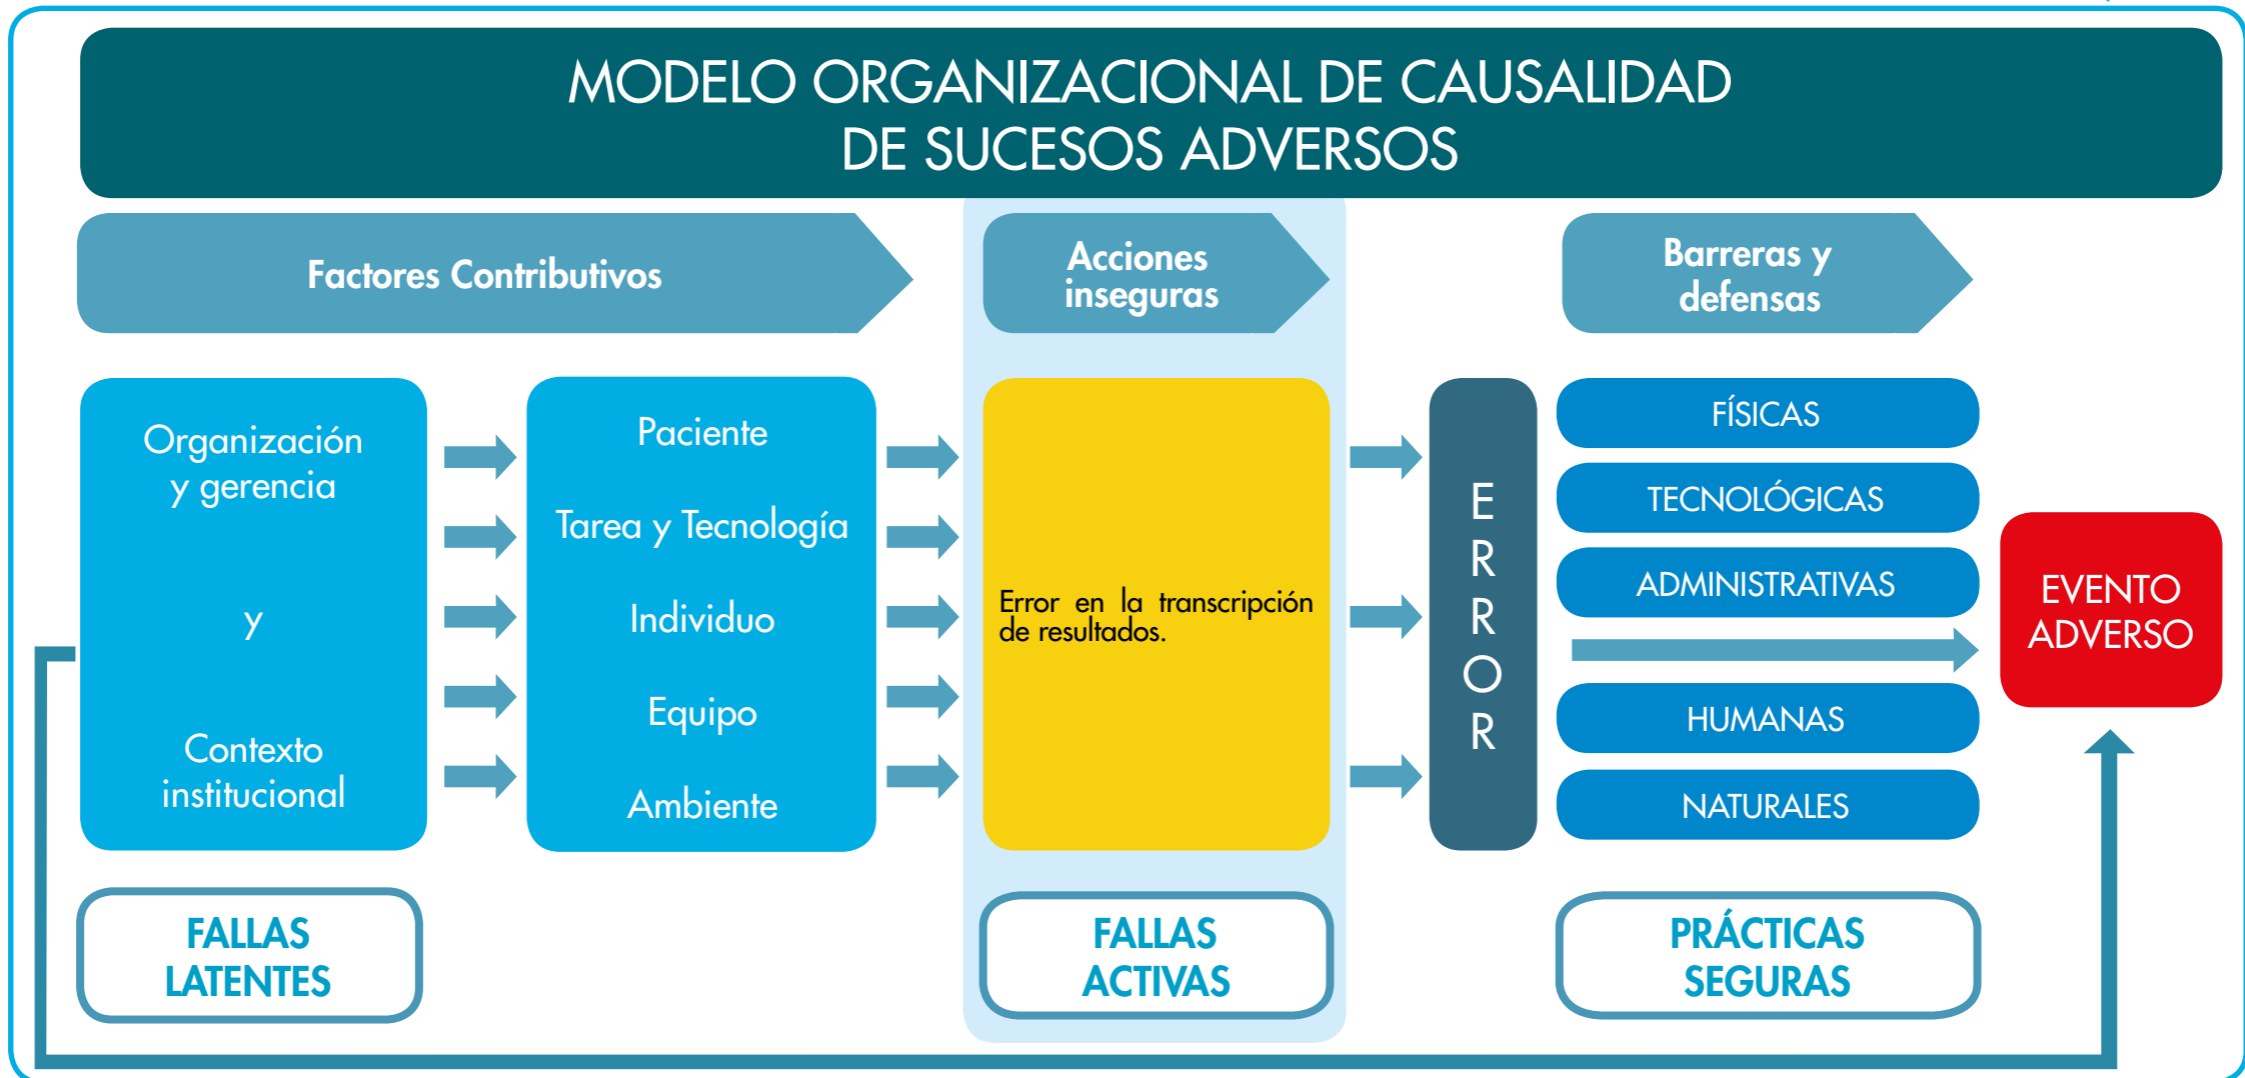 MODELO ORGANIZACIONAL DE CAUSALIDAD
DE SUCESOS ADVERSOS
Factores Contributivos
Acciones
inseguras
Barreras y
defensas
Organización
y gerencia
y
Contexto
institucional
Paciente
Tarea y Tecnología
Individuo
Equipo
Ambiente
Error en la transcripción
de resultados.
E
R
R
O
R
FÍSICAS
TECNOLÓGICAS
ADMINISTRATIVAS
HUMANAS
NATURALES
EVENTO
ADVERSO
FALLAS
LATENTES
FALLAS
ACTIVAS
PRÁCTICAS
SEGURAS